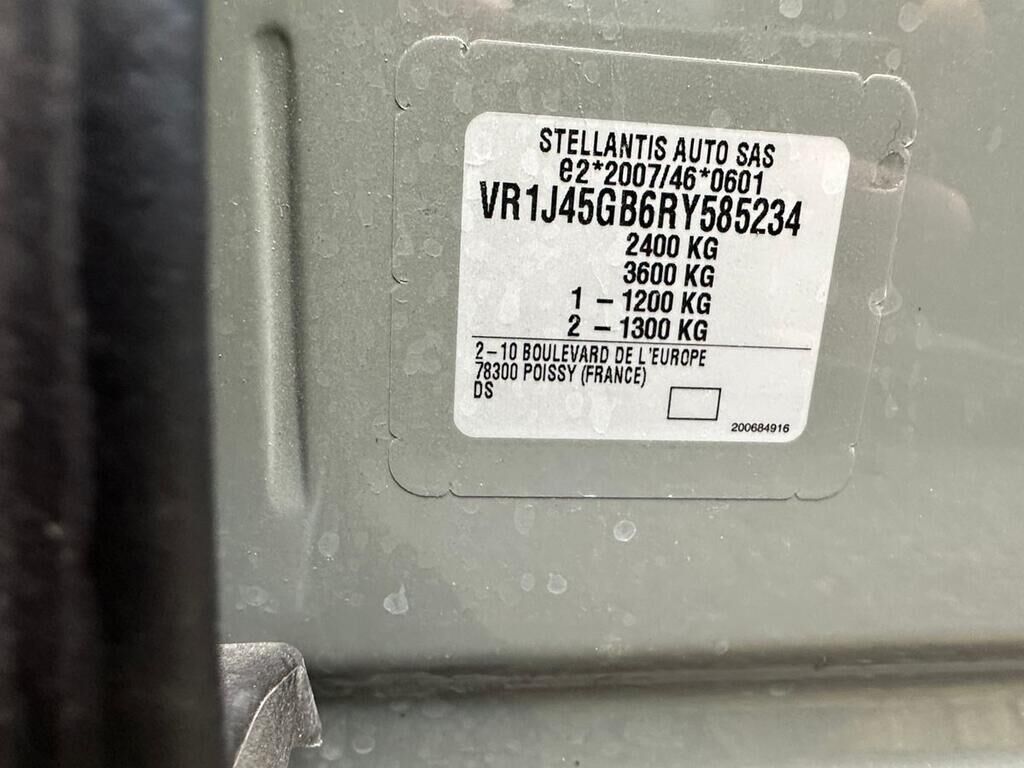 STELLANTIS AUTO SAS
e2*2007/46*0601
VR1J45GB6RY585234
2400 KG
3600 KG
1 – 1200 KG
2 – 1300 KG
2–10 BOULEVARD DE L'EUROPE
78300 POISSY (FRANCE)
DS
200684916